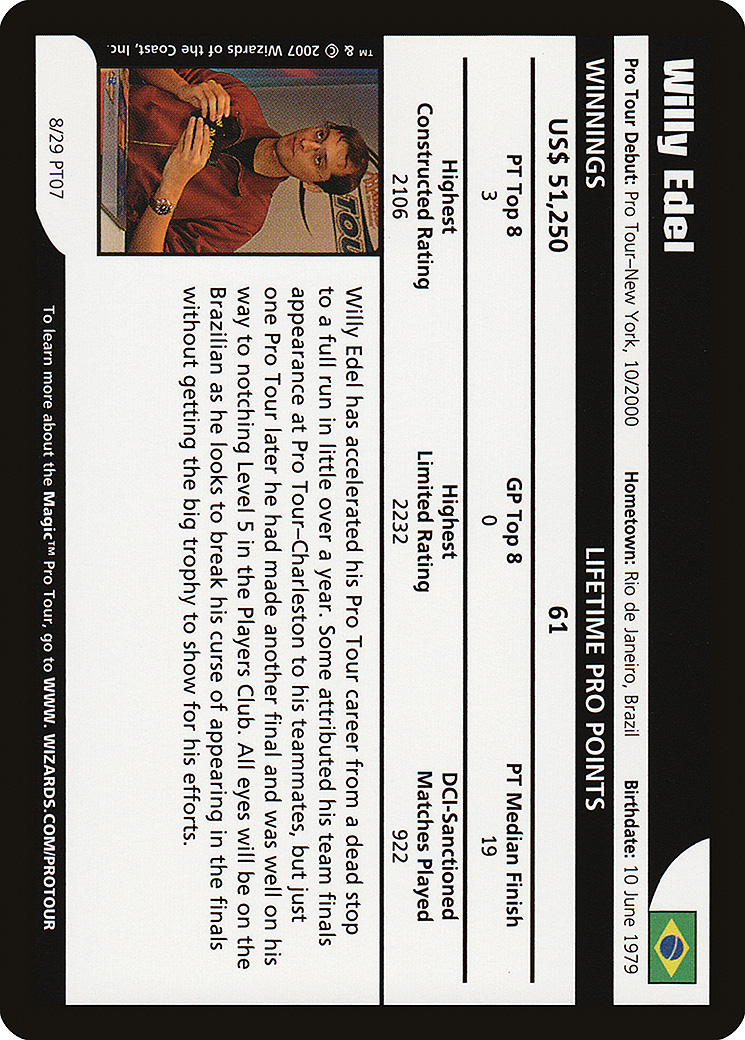 Willy Edel
Pro Tour Debut: Pro Tour–New York, 10/2000 Hometown: Rio de Janeiro, Brazil Birthdate: 10 June 1979
WINNINGS LIFETIME PRO POINTS
US$ 51,250 61
PT Top 8 GP Top 8 PT Median Finish
3 0 19
Highest Highest DCI-Sanctioned
Constructed Rating Limited Rating Matches Played
2106 2232 922
Willy Edel has accelerated his Pro Tour career from a dead stop
to a full run in little over a year. Some attributed his team finals
appearance at Pro Tour–Charleston to his teammates, but just
one Pro Tour later he had made another final and was well on his
way to notching Level 5 in the Players Club. All eyes will be on the
Brazilian as he looks to break his curse of appearing in the finals
without getting the big trophy to show for his efforts.
TOU
™ & © 2007 Wizards of the Coast, Inc.
8/29 PT07
To learn more about the Magic™ Pro Tour, go to WWW. WIZARDS.COM/PROTOUR